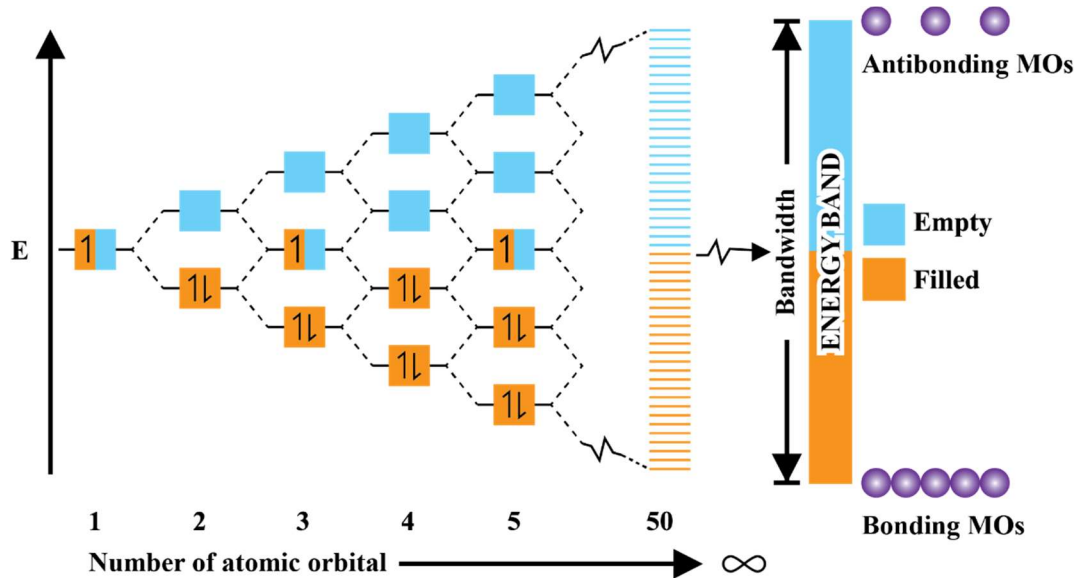 Antibonding MOs
E
Bandwidth
ENERGY BAND
Empty
Filled
1 2 3 4 5 50
Number of atomic orbital ∞
Bonding MOs